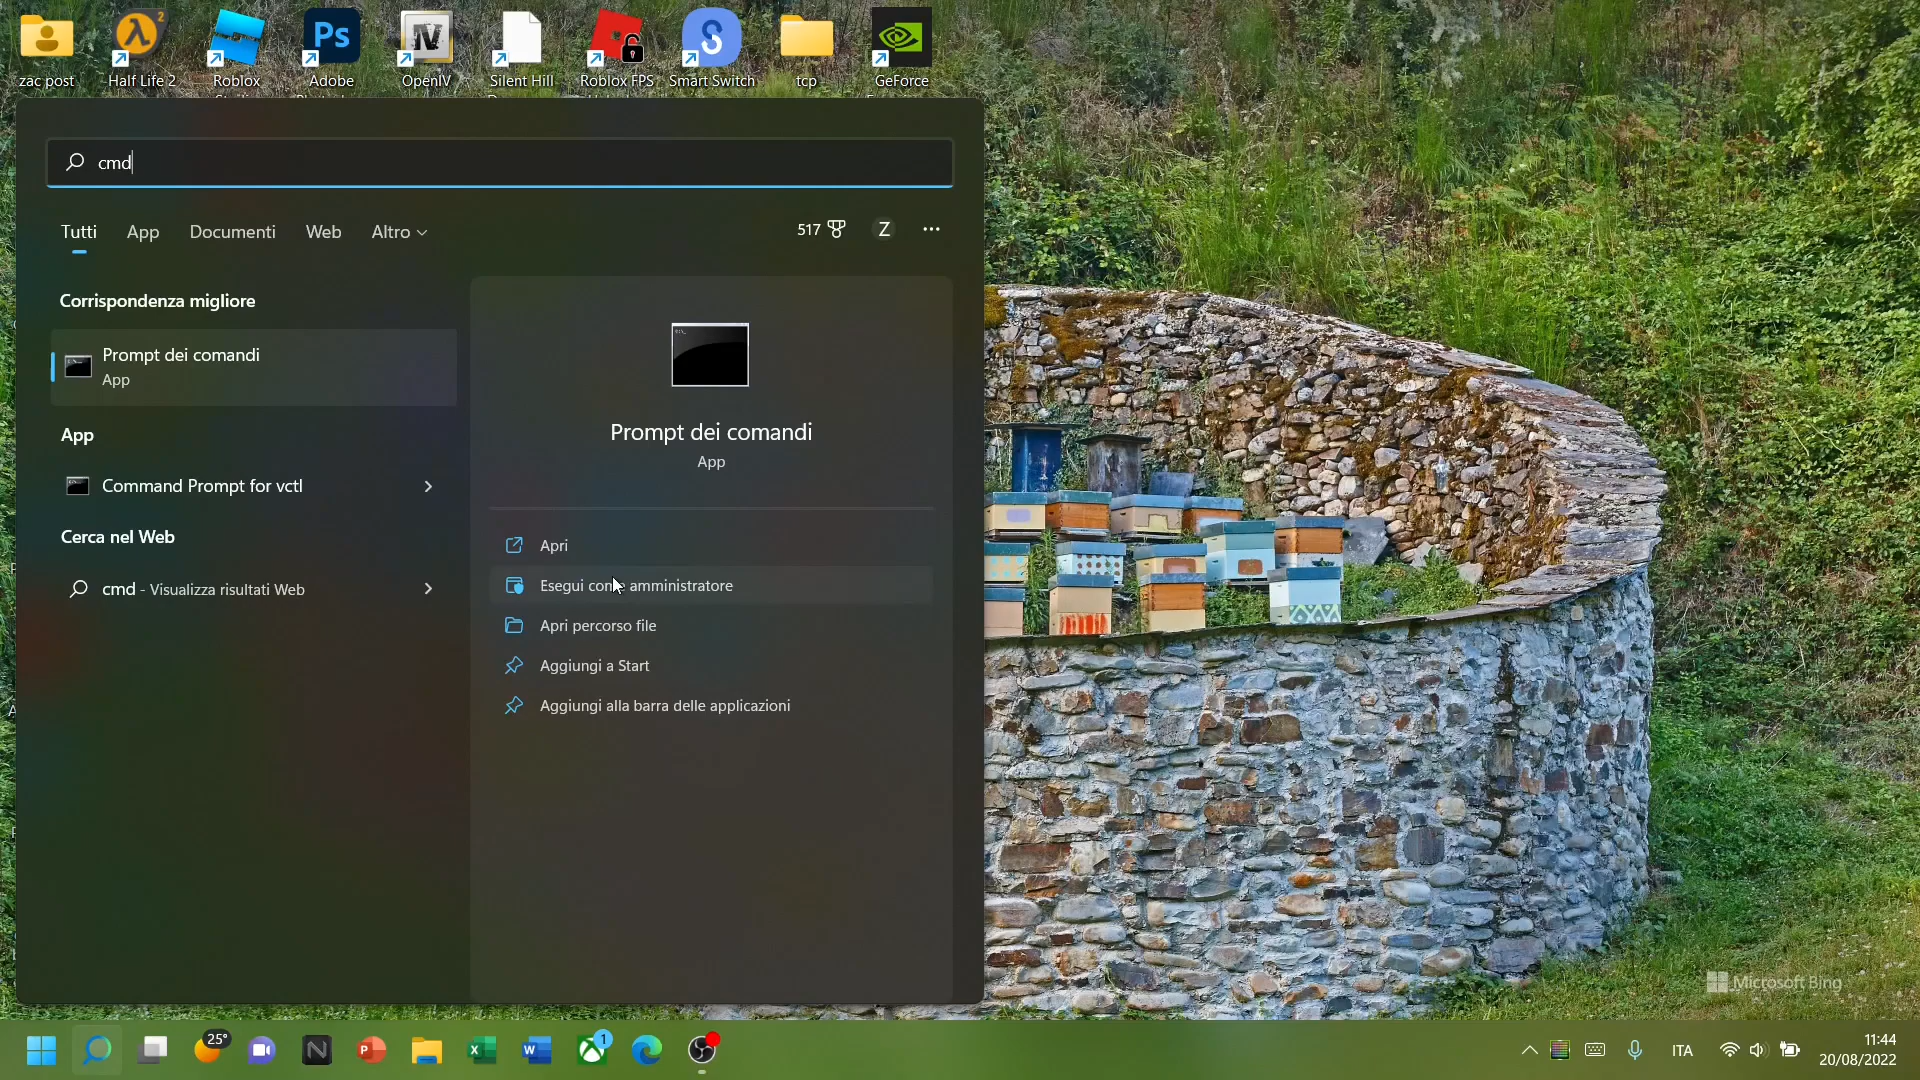 zac post
Half Life 2
Roblox
Adobe
OpenIV
Silent Hill
Roblox FPS
Smart Switch
tcp
GeForce
cmd
Tutti
App
Documenti
Web
Altro
517
Z
Corrispondenza migliore
Prompt dei comandi
App
App
Command Prompt for vctl
Cerca nel Web
cmd - Visualizza risultati Web
Prompt dei comandi
App
Apri
Esegui come amministratore
Apri percorso file
Aggiungi a Start
Aggiungi alla barra delle applicazioni
Microsoft Bing
25°
1
ITA
11:44
20/08/2022